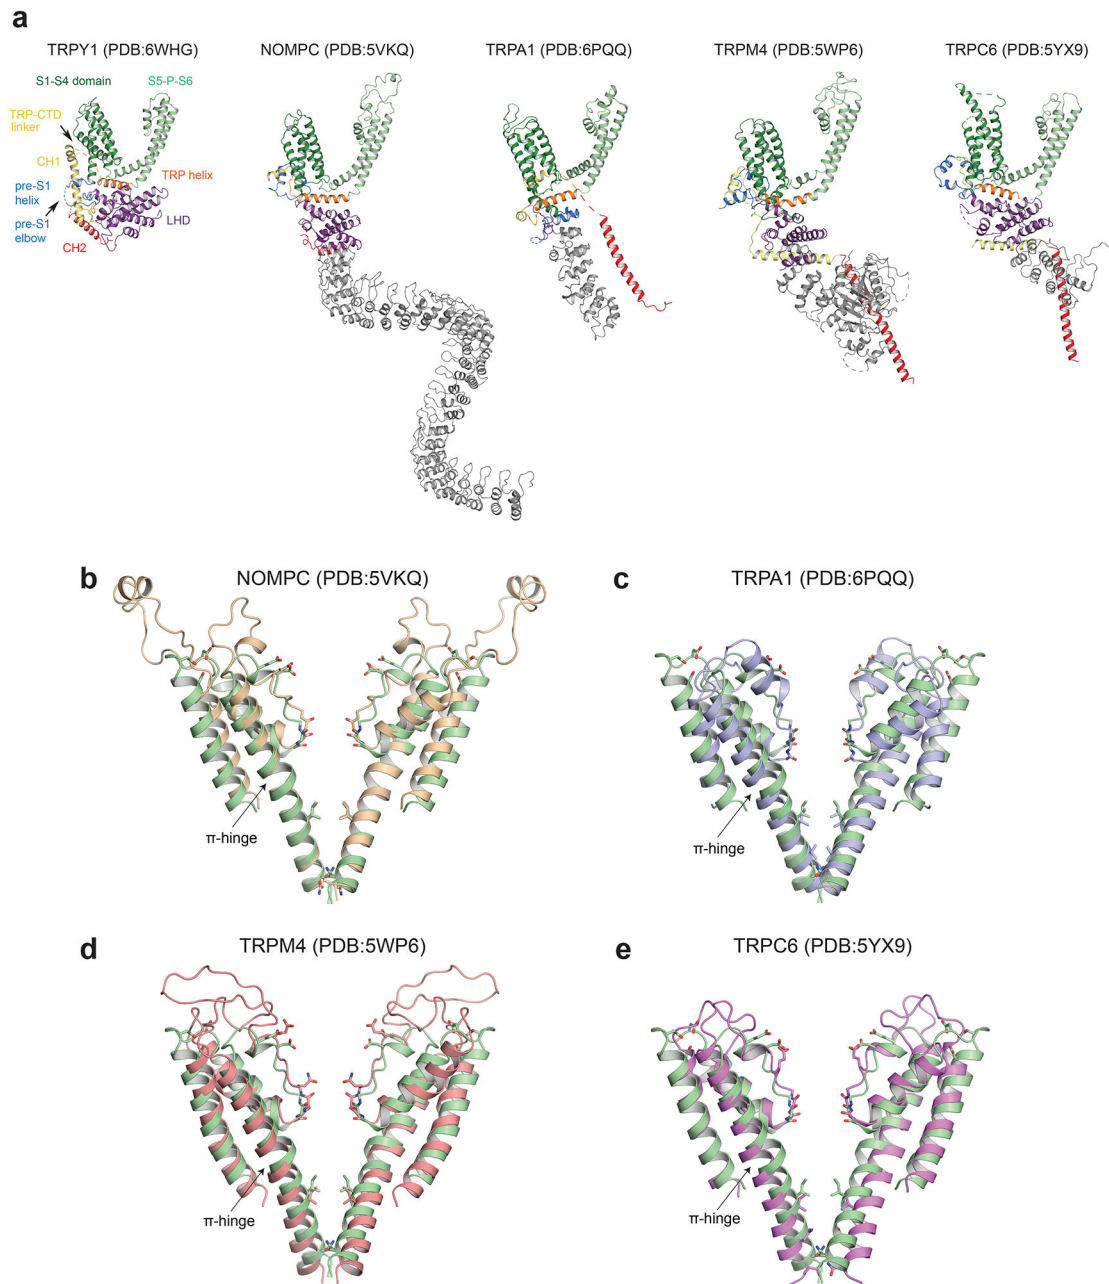 a
TRPY1 (PDB:6WHG)
NOMPC (PDB:5VKQ)
TRPA1 (PDB:6PQQ)
TRPM4 (PDB:5WP6)
TRPC6 (PDB:5YX9)
S1-S4 domain
S5-P-S6
TRP-CTD
linker
CH1
TRP helix
pre-S1
helix
LHD
pre-S1
elbow
CH2
b
NOMPC (PDB:5VKQ)
π-hinge
c
TRPA1 (PDB:6PQQ)
π-hinge
d
TRPM4 (PDB:5WP6)
π-hinge
e
TRPC6 (PDB:5YX9)
π-hinge